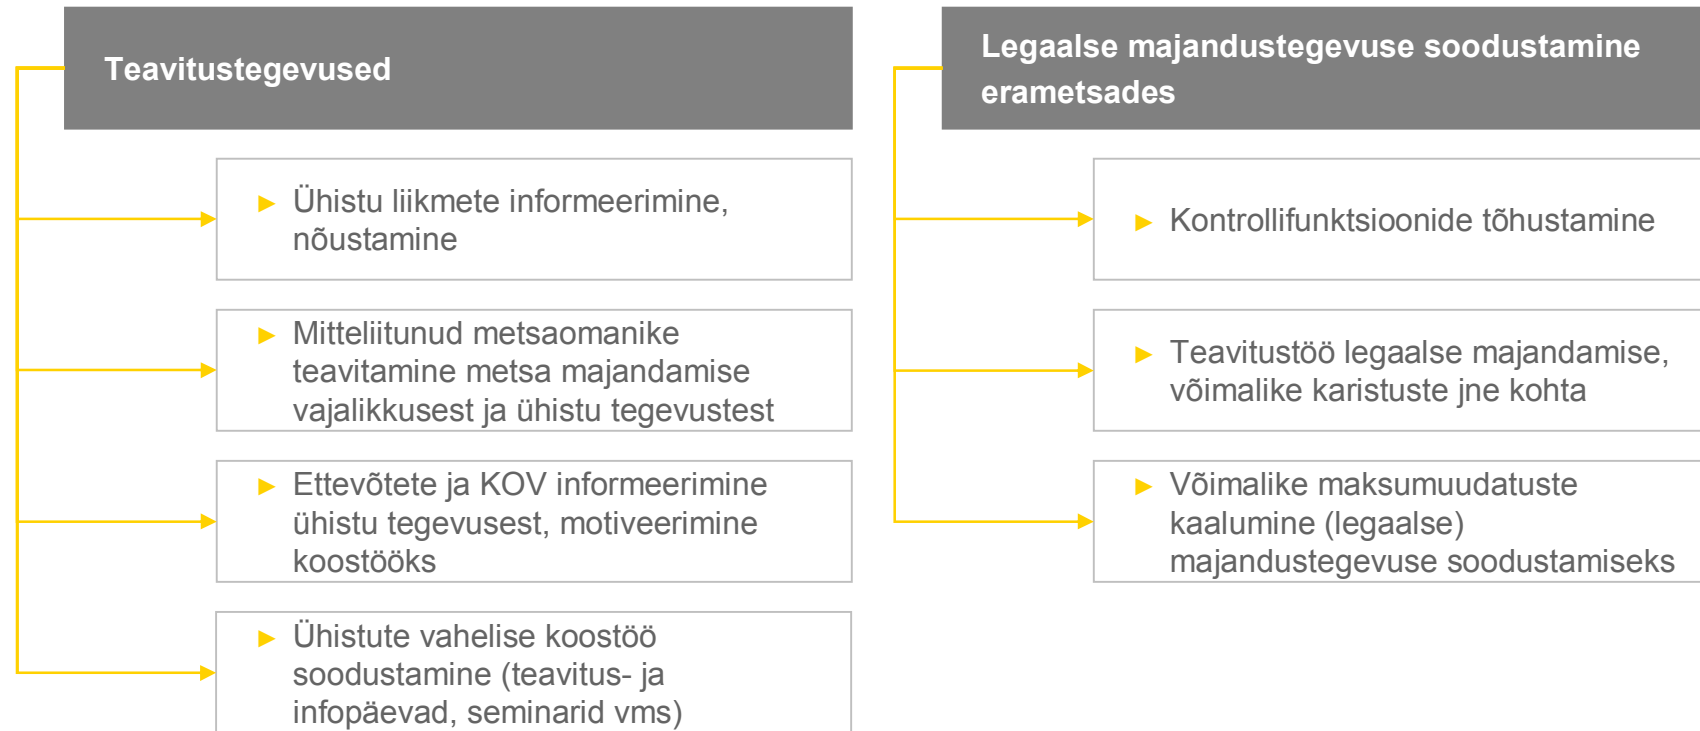 Teavitustegevused
► Ühistu liikmete informeerimine,
nõustamine
► Mitteliitunud metsaomanike
teavitamine metsa majandamise
vajalikkusest ja ühistu tegevustest
► Ettevõtete ja KOV informeerimine
ühistu tegevusest, motiveerimine
koostööks
► Ühistute vahelise koostöö
soodustamine (teavitus- ja
infopäevad, seminarid vms)
Legaalse majandustegevuse soodustamine
erametsades
► Kontrollifunktsioonide tõhustamine
► Teavitustöö legaalse majandamise,
võimalike karistuste jne kohta
► Võimalike maksumuudatuste
kaalumine (legaalse)
majandustegevuse soodustamiseks